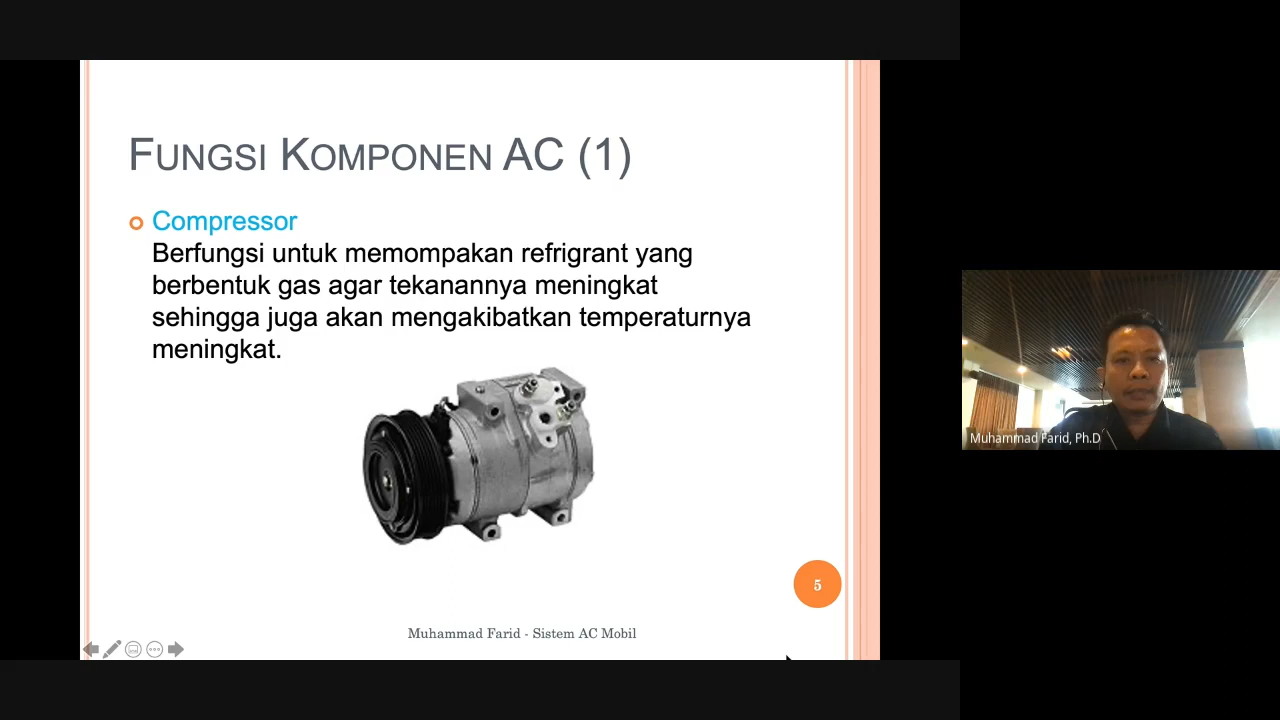 FUNGSI KOMPONEN AC (1)
Compressor
Berfungsi untuk memompakan refrigrant yang
berbentuk gas agar tekanannya meningkat
sehingga juga akan mengakibatkan temperaturnya
meningkat.
5
Muhammad Farid - Sistem AC Mobil
Muhammad Farid, Ph.D